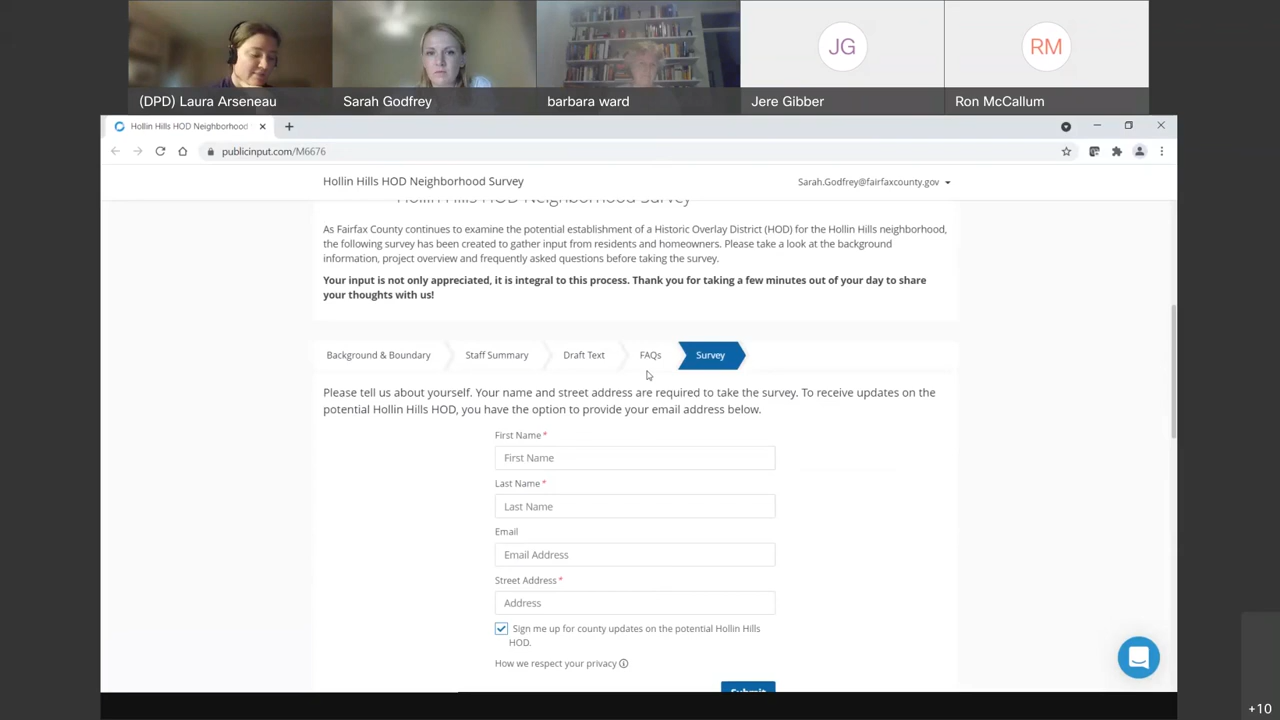 JG
RM
(DPD) Laura Arseneau
Sarah Godfrey
barbara ward
Jere Gibber
Ron McCallum
Hollin Hills HOD Neighborhood
publicinput.com/M6676
Hollin Hills HOD Neighborhood Survey
Sarah.Godfrey@fairfaxcounty.gov
Hollin Hills HOD Neighborhood Survey
As Fairfax County continues to examine the potential establishment of a Historic Overlay District (HOD) for the Hollin Hills neighborhood,
the following survey has been created to gather input from residents and homeowners. Please take a look at the background
information, project overview and frequently asked questions before taking the survey.
Your input is not only appreciated, it is integral to this process. Thank you for taking a few minutes out of your day to share
your thoughts with us!
Background & Boundary
Staff Summary
Draft Text
FAQs
Survey
Please tell us about yourself. Your name and street address are required to take the survey. To receive updates on the
potential Hollin Hills HOD, you have the option to provide your email address below.
First Name*
First Name
Last Name*
Last Name
Email
Email Address
Street Address*
Address
Sign me up for county updates on the potential Hollin Hills
HOD.
How we respect your privacy
Submit
+10